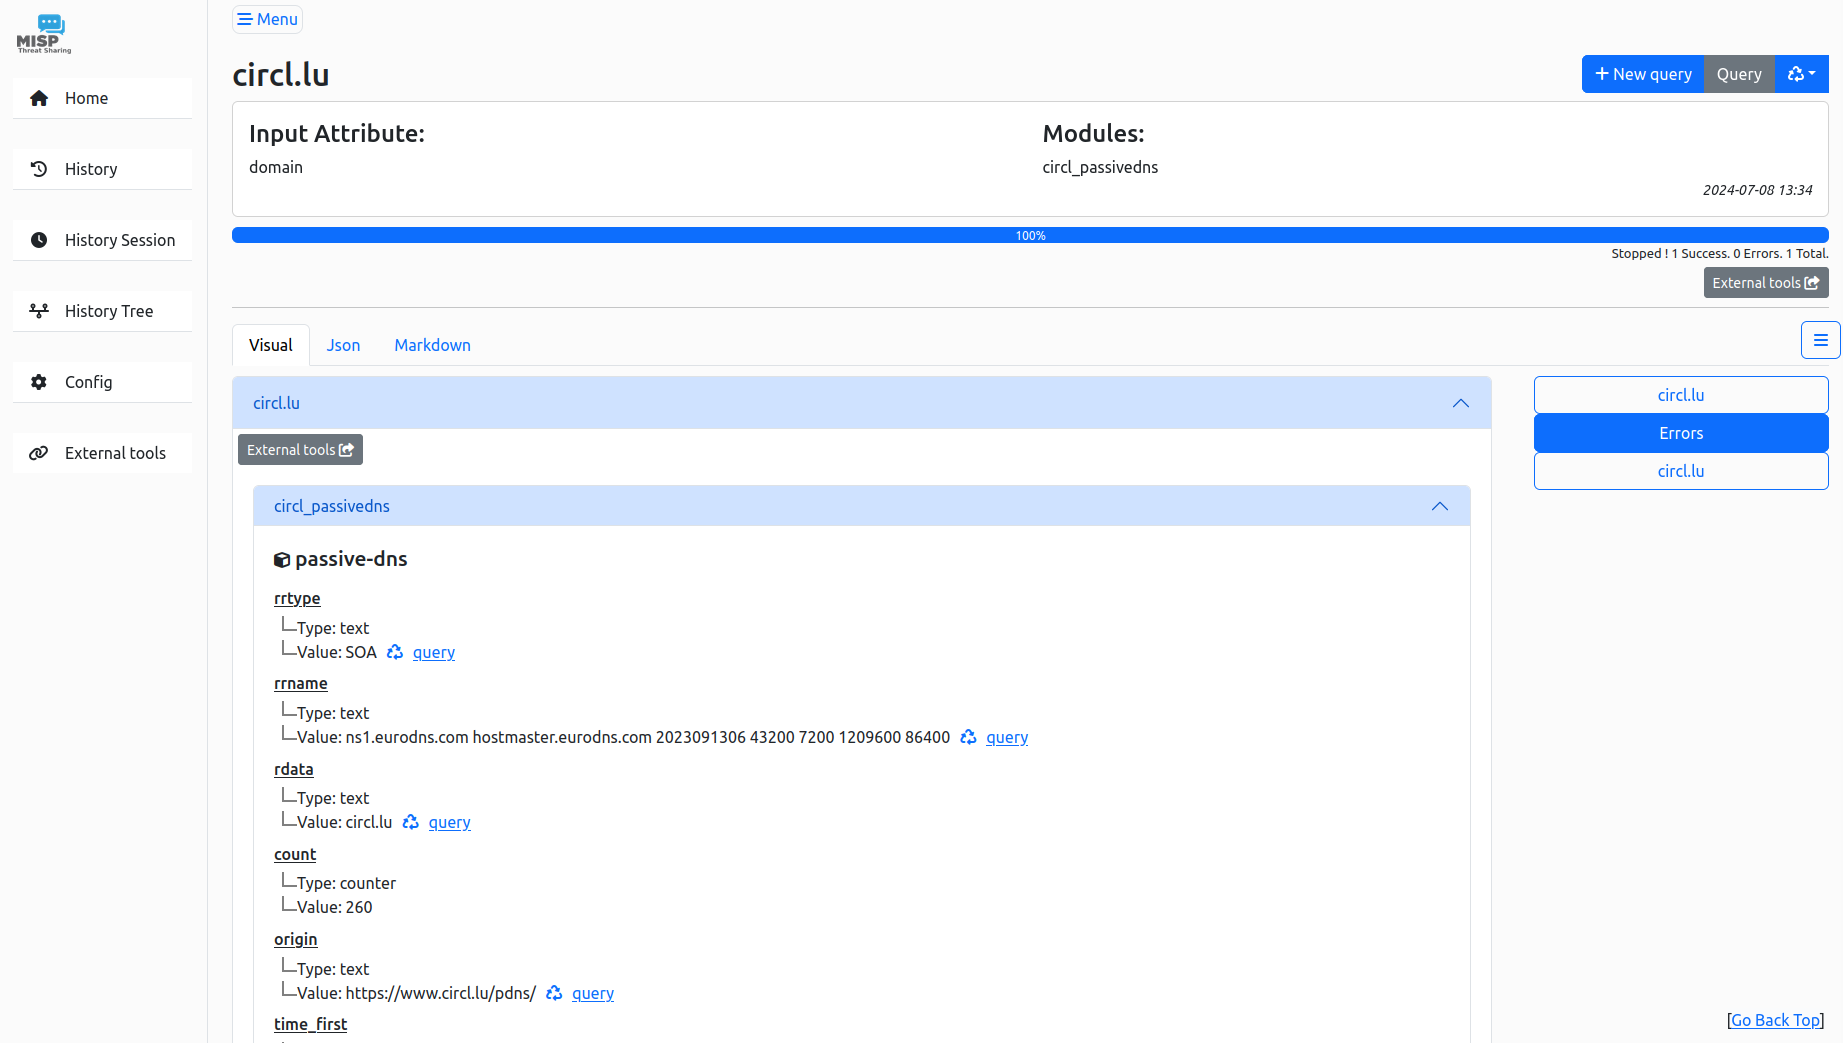 MISP
Threat Sharing
Home
History
History Session
History Tree
Config
External tools
Menu
circl.lu
New query
Query
Input Attribute:
domain
Modules:
circl_passivedns
2024-07-08 13:34
100%
Stopped ! 1 Success. 0 Errors. 1 Total.
External tools
Visual
Json
Markdown
circl.lu
External tools
circl_passivedns
passive-dns
rrtype
Type: text
Value: SOA query
rrname
Type: text
Value: ns1.eurodns.com hostmaster.eurodns.com 2023091306 43200 7200 1209600 86400 query
rdata
Type: text
Value: circl.lu query
count
Type: counter
Value: 260
origin
Type: text
Value: https://www.circl.lu/pdns/ query
time_first
circl.lu
Errors
circl.lu
[Go Back Top]